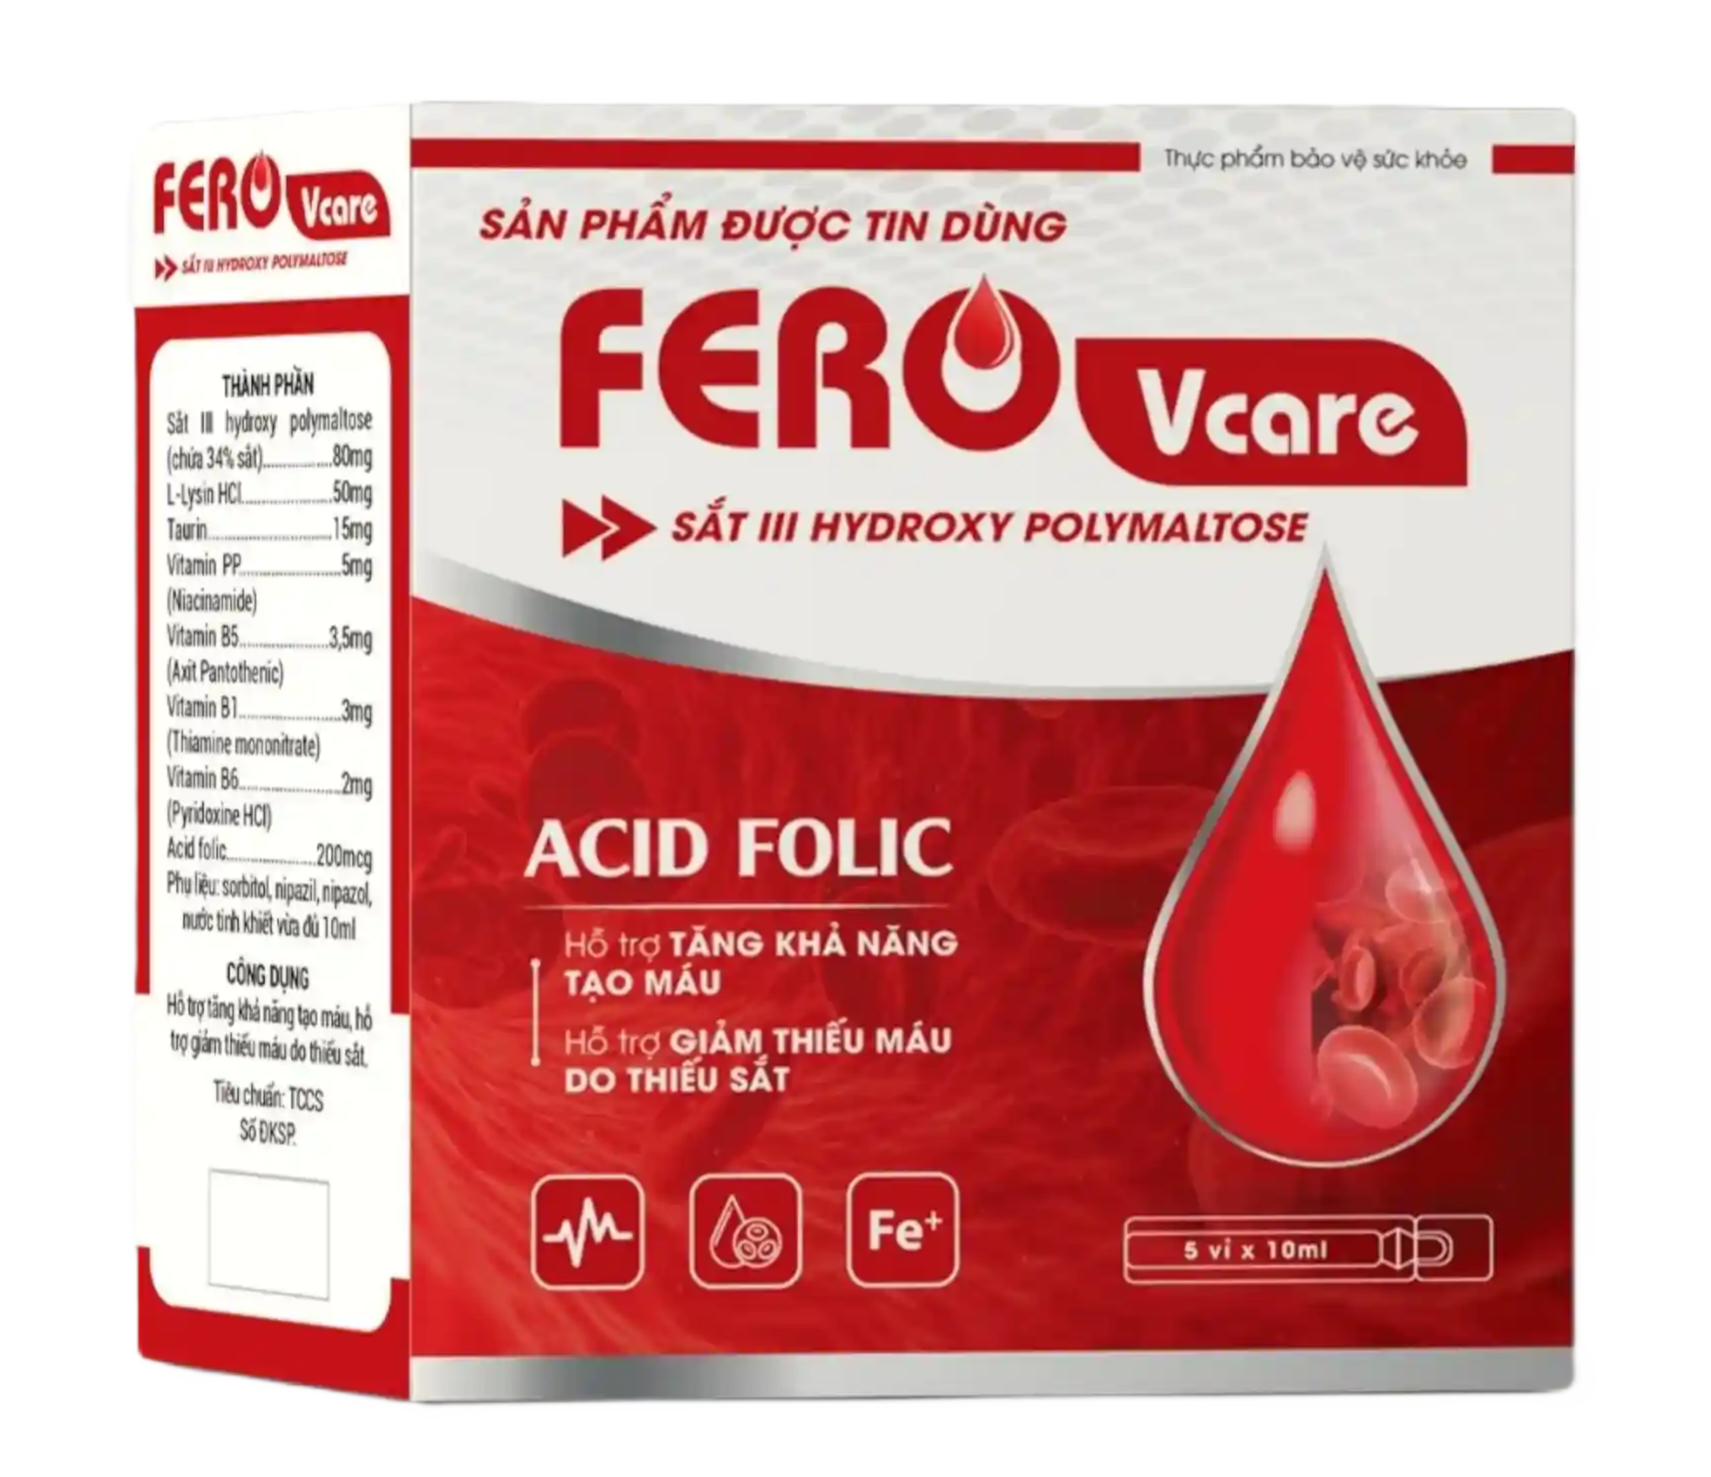 FERO Vcare
SẮT III HYDROXY POLYMALTOSE
THÀNH PHẦN
Sắt III hydroxy polymaltose
(chứa 34% sắt)..............80mg
L-Lysin HCl..................50mg
Taurin.........................15mg
Vitamin PP....................5mg
(Niacinamide)
Vitamin B5..................3,5mg
(Axit Pantothenic)
Vitamin B1....................3mg
(Thiamine mononitrate)
Vitamin B6....................2mg
(Pyridoxine HCl)
Acid folic..................200mcg
Phụ liệu: sorbitol, nipazil, nipazol,
nước tinh khiết vừa đủ 10ml
CÔNG DỤNG
Hỗ trợ tăng khả năng tạo máu, hỗ
trợ giảm thiếu máu do thiếu sắt.
Tiêu chuẩn: TCCS
Số ĐKSP.
Thực phẩm bảo vệ sức khỏe
SẢN PHẨM ĐƯỢC TIN DÙNG
FERO Vcare
SẮT III HYDROXY POLYMALTOSE
ACID FOLIC
Hỗ trợ TĂNG KHẢ NĂNG
TẠO MÁU
Hỗ trợ GIẢM THIẾU MÁU
DO THIẾU SẮT
Fe+
5 vỉ x 10ml